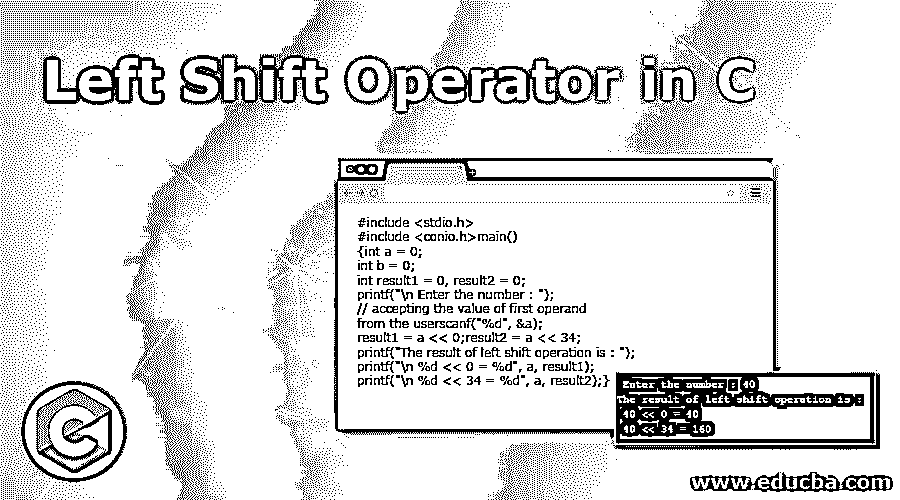 Left Shift Operator in C
#include <stdio.h>
#include <conio.h>main()
{int a = 0;
int b = 0;
int result1 = 0, result2 = 0;
printf("\n Enter the number : ");
// accepting the value of first operand
from the userscanf("%d", &a);
result1 = a << 0;result2 = a << 34;
printf("The result of left shift operation is : ");
printf("\n %d << 0 = %d", a, result1);
printf("\n %d << 34 = %d", a, result2);}
Enter the number : 40
The result of left shift operation is :
40 << 0 = 40
40 << 34 = 160
www.educba.com